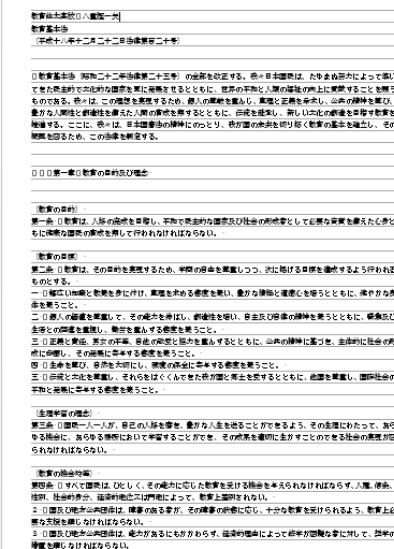 教育基本法
(平成十八年十二月二十二日法律第百二十号)
□教育基本法(昭和二十二年法律第二十五号)の全部を改正する。我々日本国民は、たゆまぬ努力によって築い
てきた民主的で文化的な国家を更に発展させるとともに、世界の平和と人類の福祉の向上に貢献することを願う
ものである。我々は、この理想を実現するため、個人の尊厳を重んじ、真理と正義を希求し、公共の精神を尊び、
豊かな人間性と創造性を備えた人間の育成を期するとともに、伝統を継承し、新しい文化の創造を目指す教育を
推進する。ここに、我々は、日本国憲法の精神にのっとり、我が国の未来を切り拓く教育の基本を確立し、その
振興を図るため、この法律を制定する。
□□□第一章□教育の目的及び理念
(教育の目的)
第一条□教育は、人格の完成を目指し、平和で民主的な国家及び社会の形成者として必要な資質を備えた心身と
もに健康な国民の育成を期して行われなければならない。
(教育の目標)
第二条□教育は、その目的を実現するため、学問の自由を尊重しつつ、次に掲げる目標を達成するよう行われる
ものとする。
一□幅広い知識と教養を身に付け、真理を求める態度を養い、豊かな情操と道徳心を培うとともに、健やかな身
体を養うこと。
二□個人の価値を尊重して、その能力を伸ばし、創造性を培い、自主及び自律の精神を養うとともに、職業及び
生活との関連を重視し、勤労を重んずる態度を養うこと。
三□正義と責任、男女の平等、自他の敬愛と協力を重んずるとともに、公共の精神に基づき、主体的に社会の形
成に参画し、その発展に寄与する態度を養うこと。
四□生命を尊び、自然を大切にし、環境の保全に寄与する態度を養うこと。
五□伝統と文化を尊重し、それらをはぐくんできた我が国と郷土を愛するとともに、他国を尊重し、国際社会の
平和と発展に寄与する態度を養うこと。
(生涯学習の理念)
第三条□国民一人一人が、自己の人格を磨き、豊かな人生を送ることができるよう、その生涯にわたって、あら
ゆる機会に、あらゆる場所において学習することができ、その成果を適切に生かすことのできる社会の実現が図
られなければならない。
(教育の機会均等)
第四条□すべて国民は、ひとしく、その能力に応じた教育を受ける機会を与えられなければならず、人種、信条、
性別、社会的身分、経済的地位又は門地によって、教育上差別されない。
２□国及び地方公共団体は、障害のある者が、その障害の状態に応じ、十分な教育を受けられるよう、教育上必
要な支援を講じなければならない。
３□国及び地方公共団体は、能力があるにもかかわらず、経済的理由によって修学が困難な者に対して、奨学の
措置を講じなければならない。